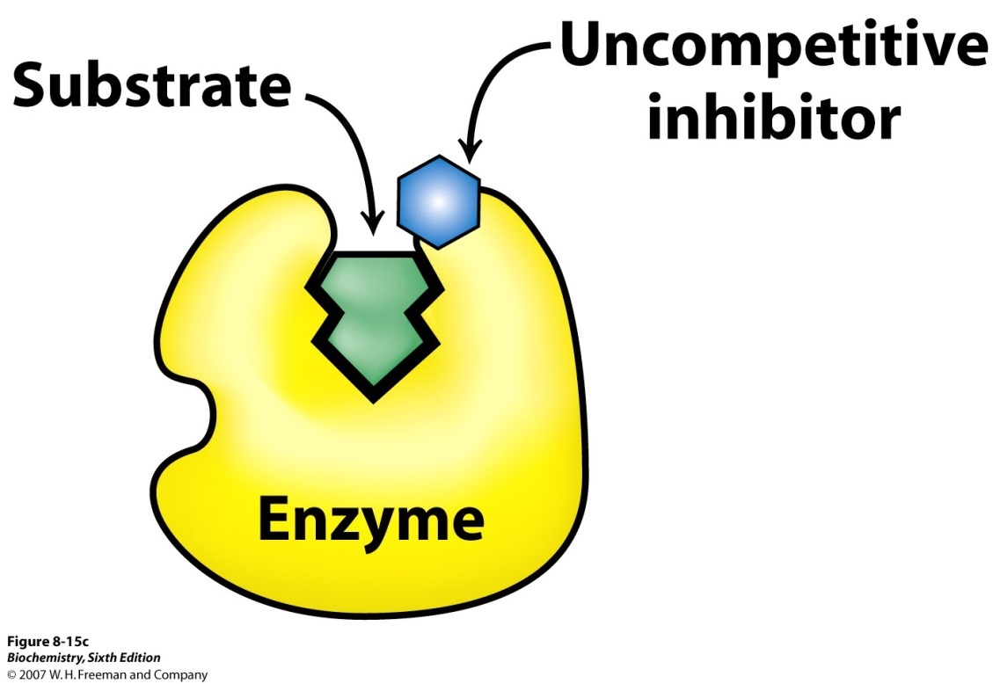 Substrate
Uncompetitive
inhibitor
Enzyme
Figure 8-15c
Biochemistry, Sixth Edition
© 2007 W. H. Freeman and Company